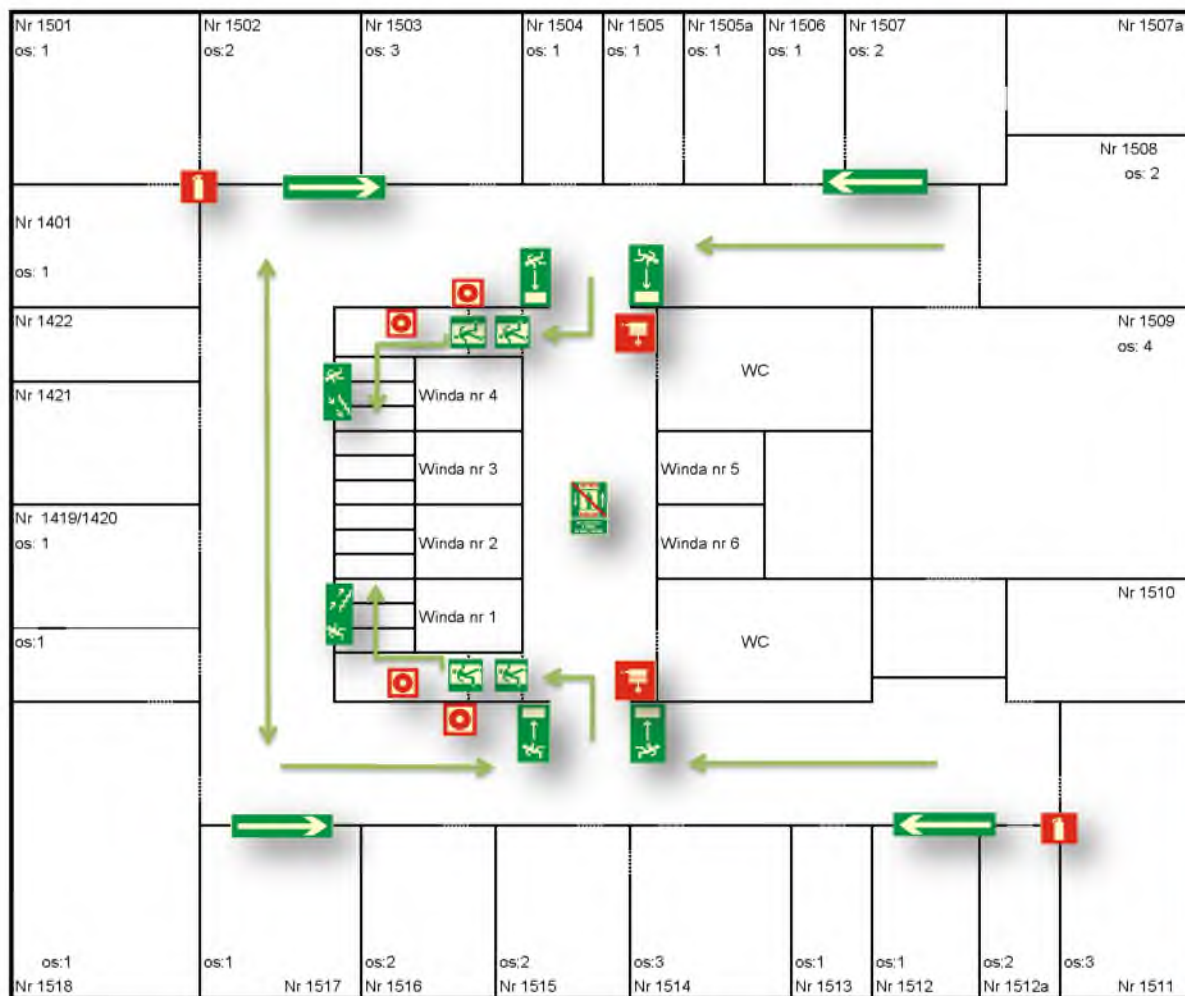 Nr 1501
os: 1
Nr 1502
os:2
Nr 1503
os: 3
Nr 1504
os: 1
Nr 1505
os: 1
Nr 1505a
os: 1
Nr 1506
os: 1
Nr 1507
os: 2
Nr 1507a
Nr 1508
os: 2
Nr 1401
os: 1
Nr 1422
Nr 1421
Nr 1419/1420
os: 1
os:1
Winda nr 4
Winda nr 3
Winda nr 2
Winda nr 1
WC
Winda nr 5
Winda nr 6
WC
Nr 1509
os: 4
Nr 1510
os:1
Nr 1518
os:1
Nr 1517
os:2
Nr 1516
os:2
Nr 1515
os:3
Nr 1514
os:1
Nr 1513
os:1
Nr 1512
os:2
Nr 1512a
os:3
Nr 1511